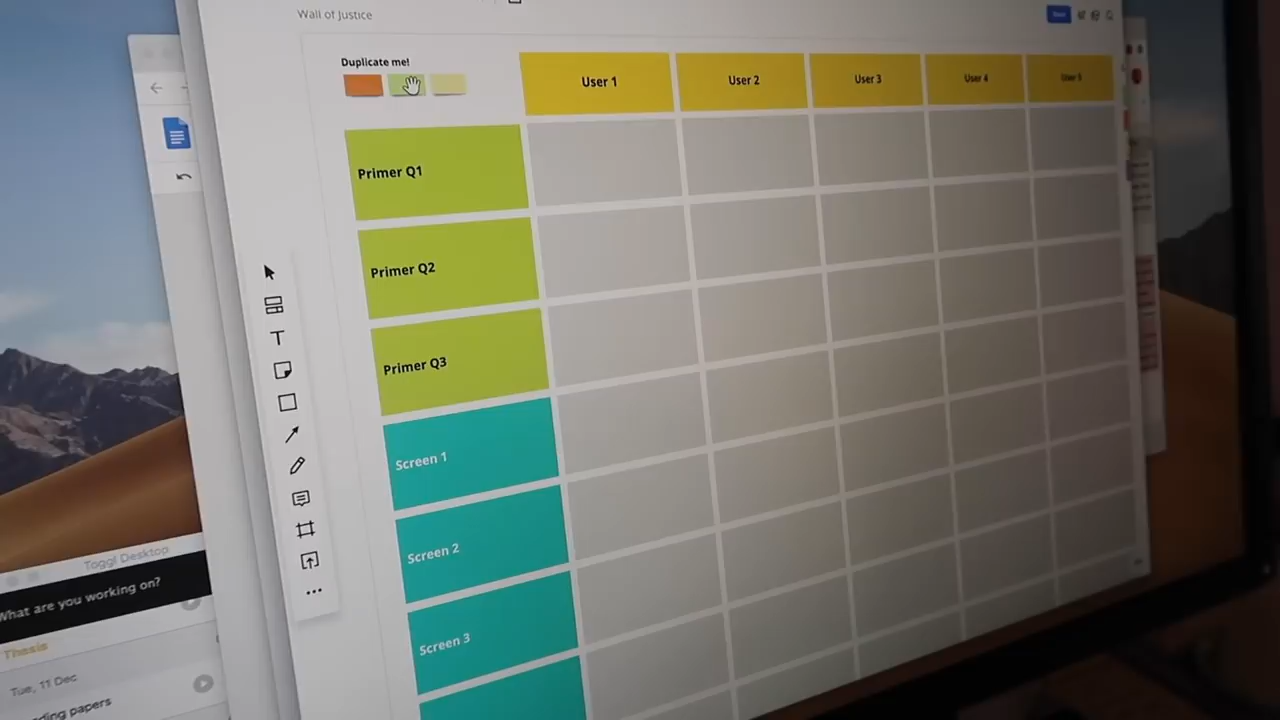 Wall of Justice
Duplicate me!
User 1
User 2
User 3
User 4
User 5
Primer Q1
Primer Q2
Primer Q3
Screen 1
Screen 2
Screen 3
Toggl Desktop
What are you working on?
Thesis
Tue, 11 Dec
papers